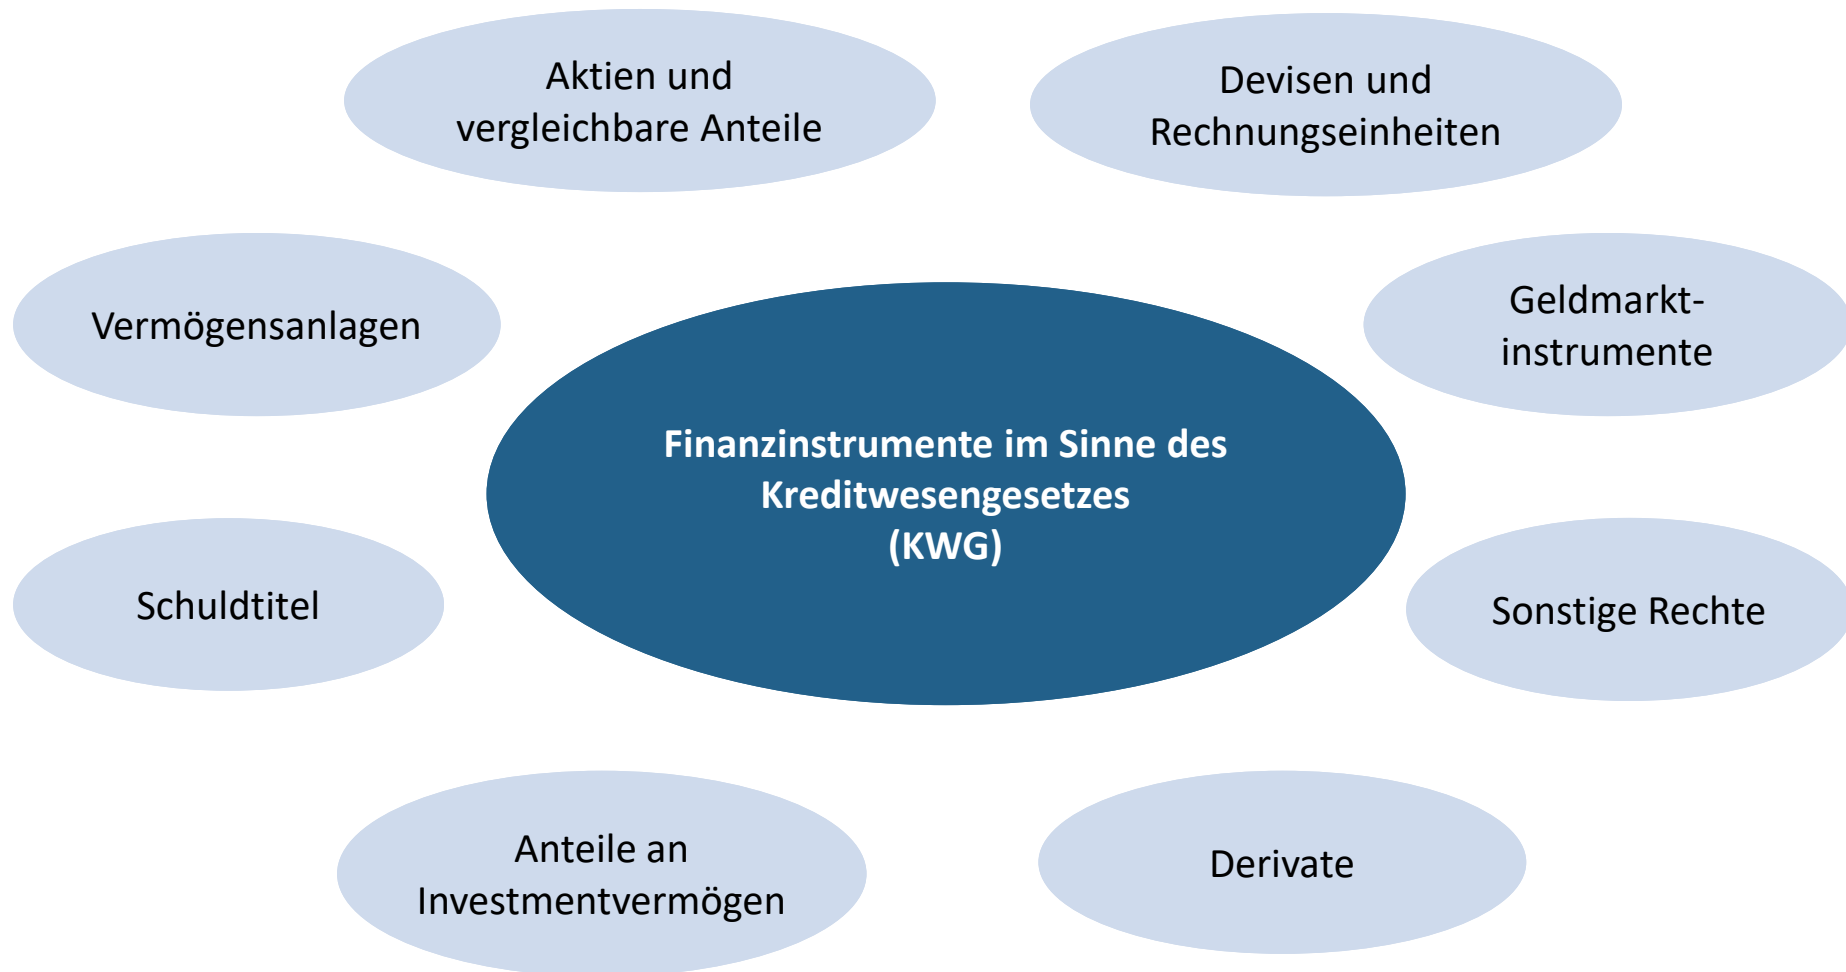 Aktien und
vergleichbare Anteile
Devisen und
Rechnungseinheiten
Vermögensanlagen
Geldmarkt-
instrumente
Finanzinstrumente im Sinne des
Kreditwesengesetzes
(KWG)
Schuldtitel
Sonstige Rechte
Anteile an
Investmentvermögen
Derivate